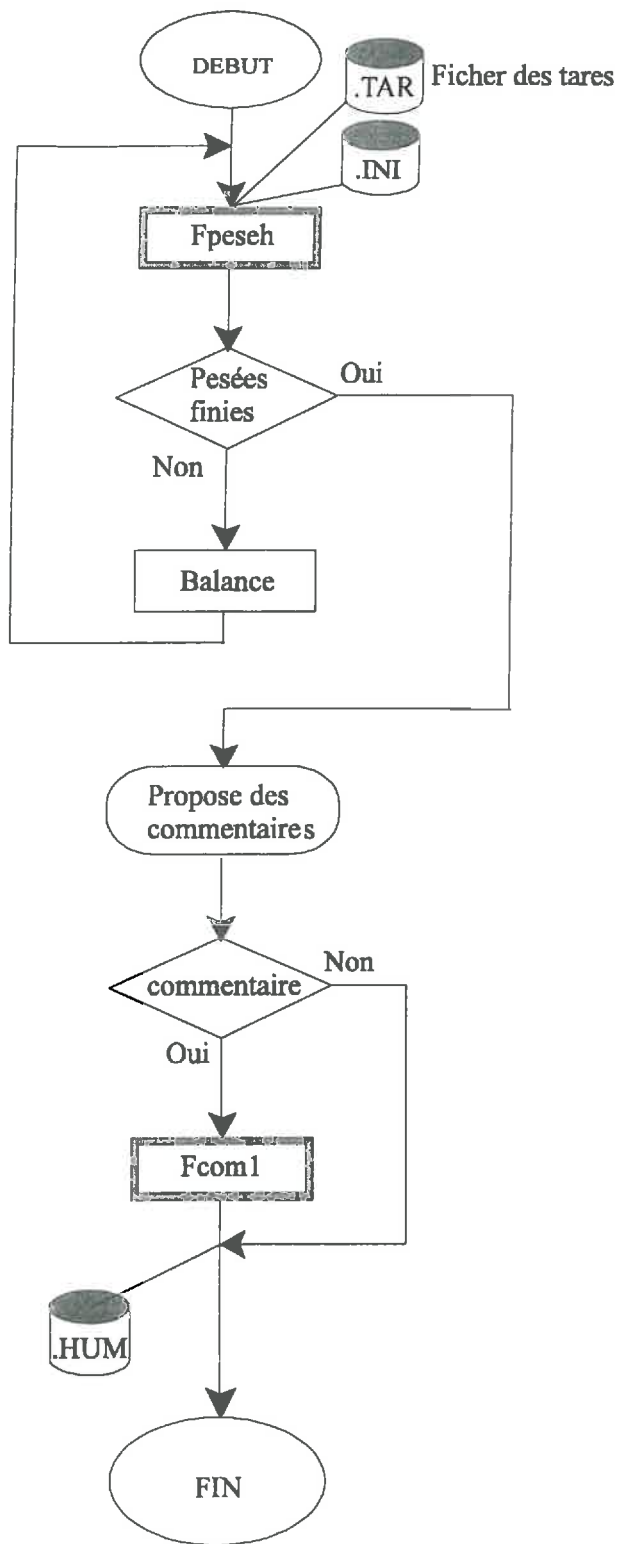 DEBUT
.TAR
Ficher des tares
.INI
Fpeseh
Pesées
finies
Oui
Non
Balance
Propose des
commentaires
commentaire
Non
Oui
Fcom1
.HUM
FIN